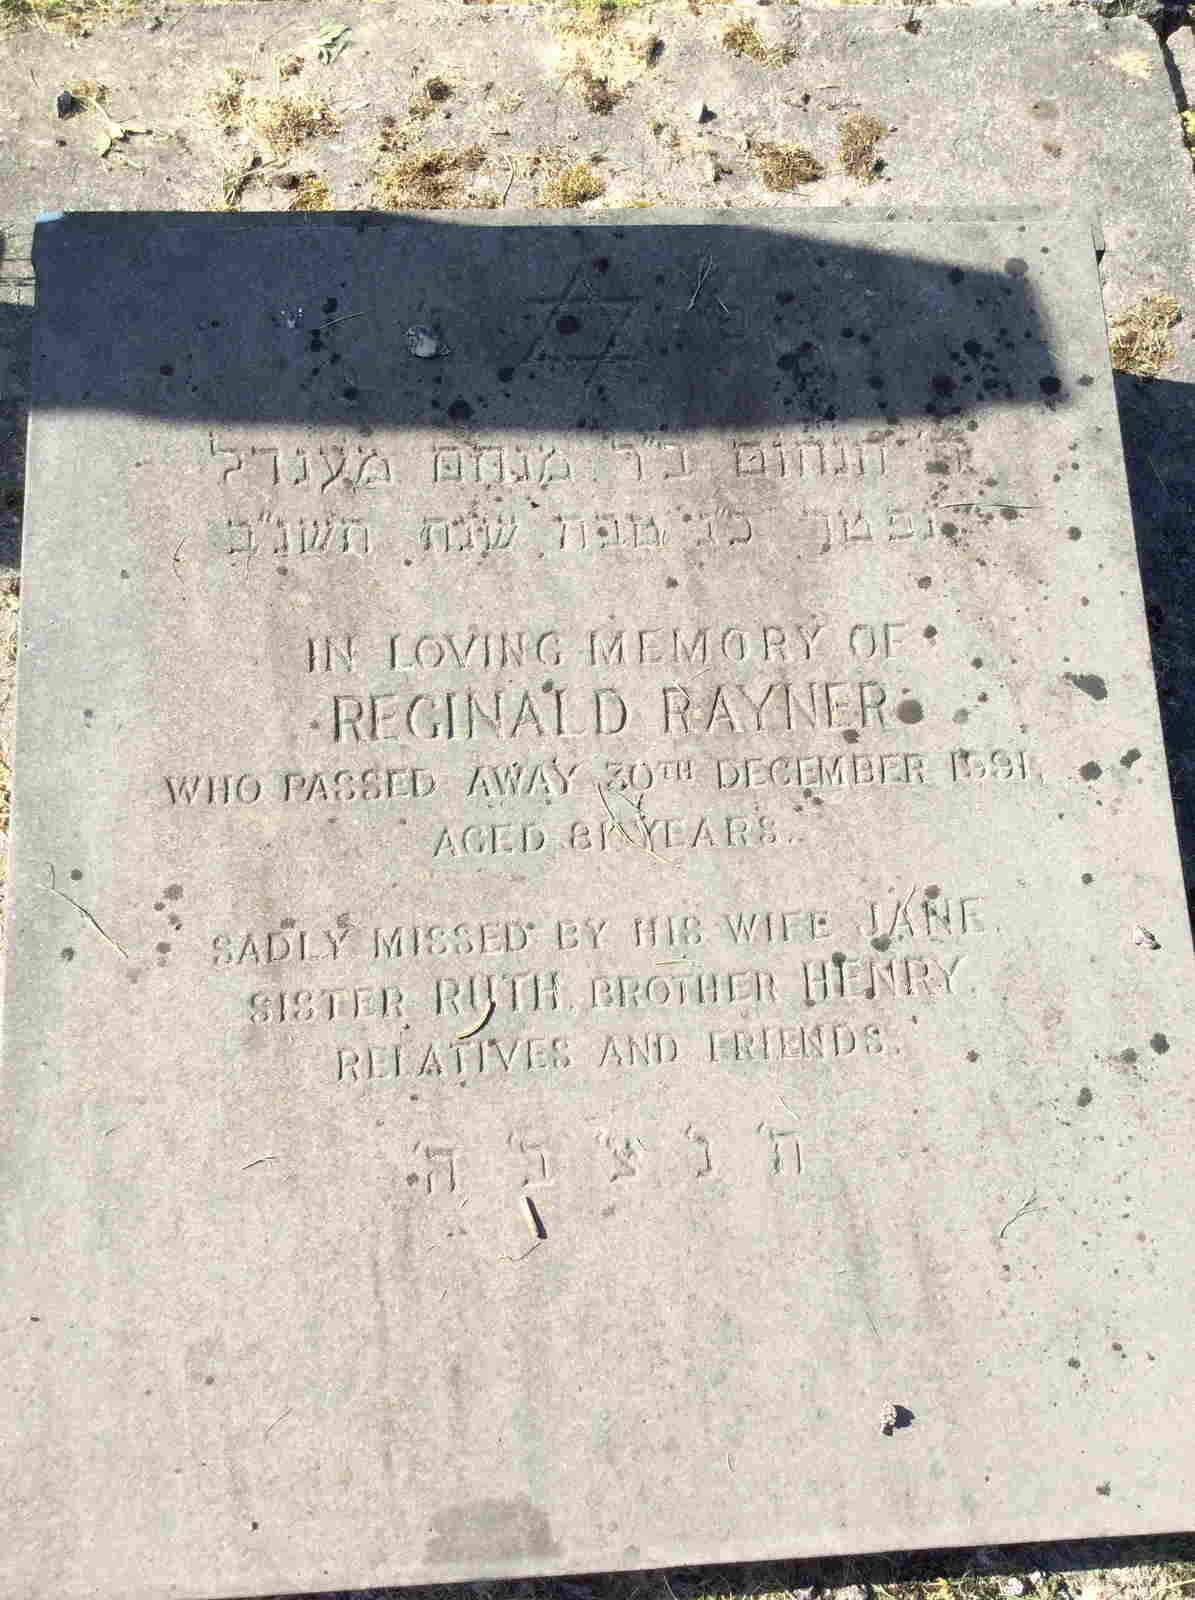 ר' תנחום ב"ר מנחם מענדל
נפטר כ"ג טבת שנת תשנ"ב
IN LOVING MEMORY OF
REGINALD RAYNER
WHO PASSED AWAY 30TH DECEMBER 1991,
AGED 81 YEARS.
SADLY MISSED BY HIS WIFE JANE,
SISTER RUTH, BROTHER HENRY,
RELATIVES AND FRIENDS.
ת' נ' צ' ב' ה'